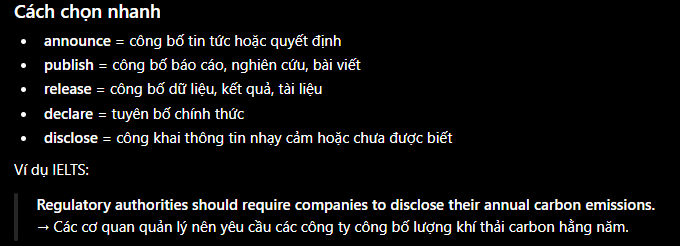 Cách chọn nhanh
• announce = công bố tin tức hoặc quyết định
• publish = công bố báo cáo, nghiên cứu, bài viết
• release = công bố dữ liệu, kết quả, tài liệu
• declare = tuyên bố chính thức
• disclose = công khai thông tin nhạy cảm hoặc chưa được biết
Ví dụ IELTS:
Regulatory authorities should require companies to disclose their annual carbon emissions.
→ Các cơ quan quản lý nên yêu cầu các công ty công bố lượng khí thải carbon hằng năm.